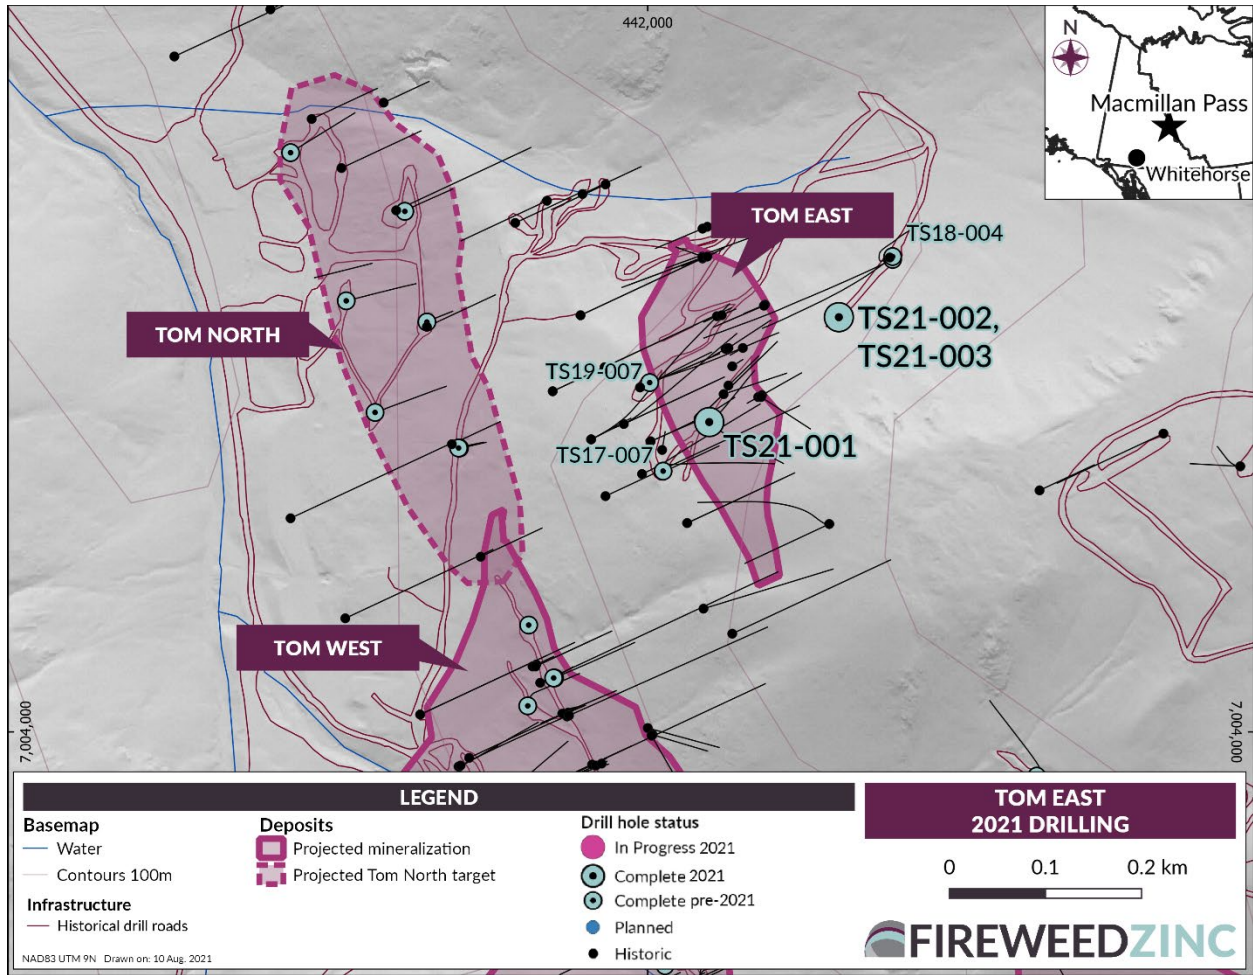 442,000
N
Macmillan Pass
Whitehorse
TOM EAST
TS18-004
TS21-002,
TS21-003
TOM NORTH
TS19-007
TS21-001
TS17-007
TOM WEST
7,004,000
7,004,000
LEGEND
Basemap
Water
Contours 100m
Infrastructure
Historical drill roads
NAD83 UTM 9N Drawn on: 10 Aug. 2021
Deposits
Projected mineralization
Projected Tom North target
Drill hole status
In Progress 2021
Complete 2021
Complete pre-2021
Planned
Historic
TOM EAST
2021 DRILLING
0 0.1 0.2 km
FIREWEEDZINC